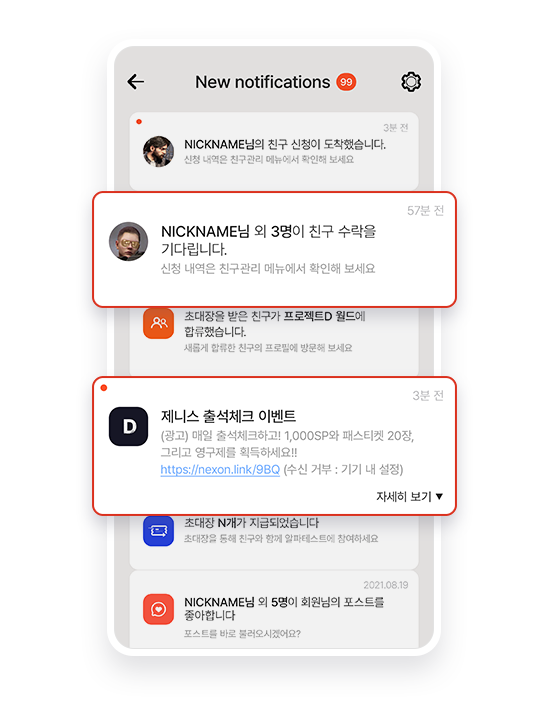 New notifications 99
3분 전
NICKNAME님의 친구 신청이 도착했습니다.
신청 내역은 친구관리 메뉴에서 확인해 보세요
57분 전
NICKNAME님 외 3명이 친구 수락을
기다립니다.
신청 내역은 친구관리 메뉴에서 확인해 보세요
초대장을 받은 친구가 프로젝트D 월드에
합류했습니다.
새롭게 합류한 친구의 프로필에 방문해 보세요
3분 전
D
제니스 출석체크 이벤트
(광고) 매일 출석체크하고! 1,000SP와 패스티켓 20장,
그리고 영구제를 획득하세요!!
https://nexon.link/9BQ (수신 거부 : 기기 내 설정)
자세히 보기 ▼
초대장 N개가 지급되었습니다
초대장을 통해 친구와 함께 알파테스트에 참여하세요
2021.08.19
NICKNAME님 외 5명이 회원님의 포스트를
좋아합니다
포스트를 바로 불러오시겠어요?